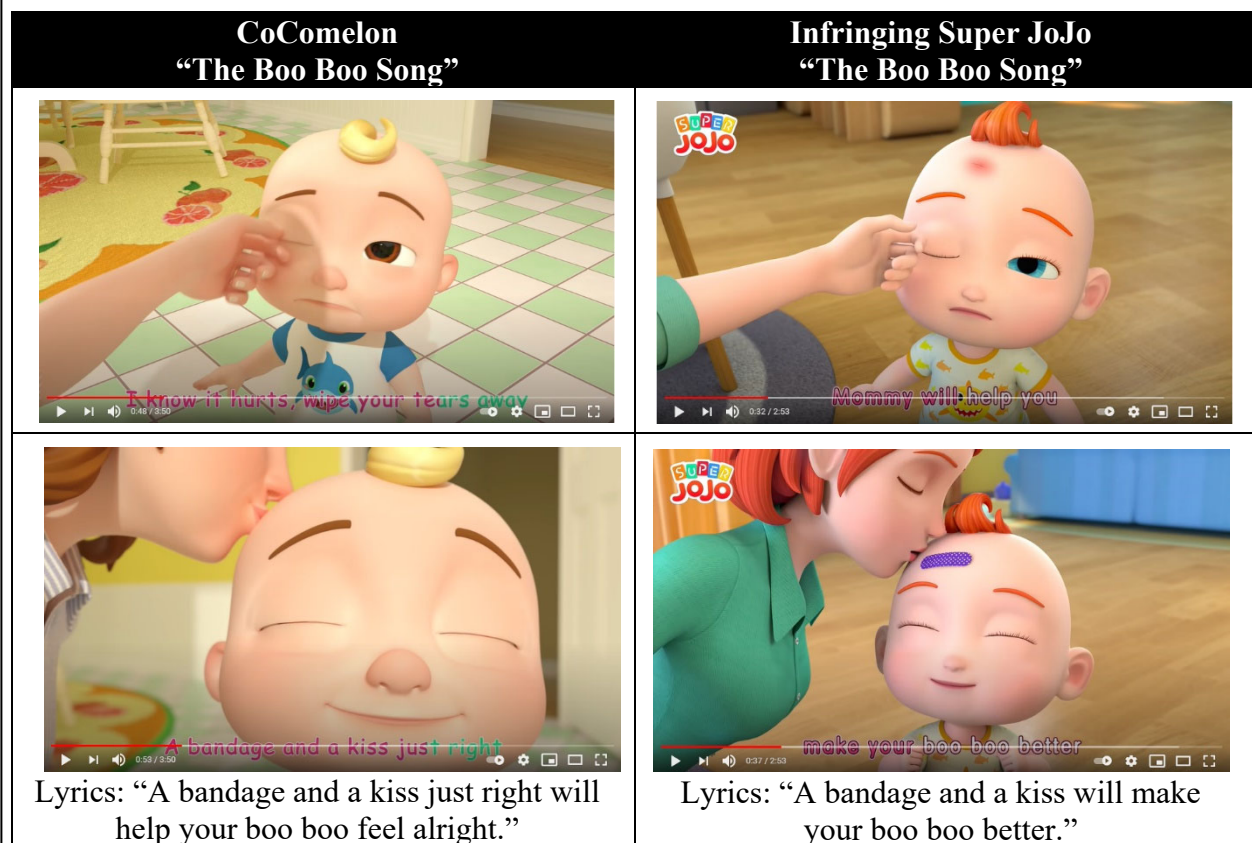 CoComelon
“The Boo Boo Song”
Infringing Super JoJo
“The Boo Boo Song”
I know it hurts, wipe your tears away
0:48 / 3:50
SUPER
JOJO
Mommy will help you
0:32 / 2:53
A bandage and a kiss just right
0:53 / 3:50
SUPER
JOJO
make your boo boo better
0:37 / 2:53
Lyrics: “A bandage and a kiss just right will
help your boo boo feel alright.”
Lyrics: “A bandage and a kiss will make
your boo boo better.”